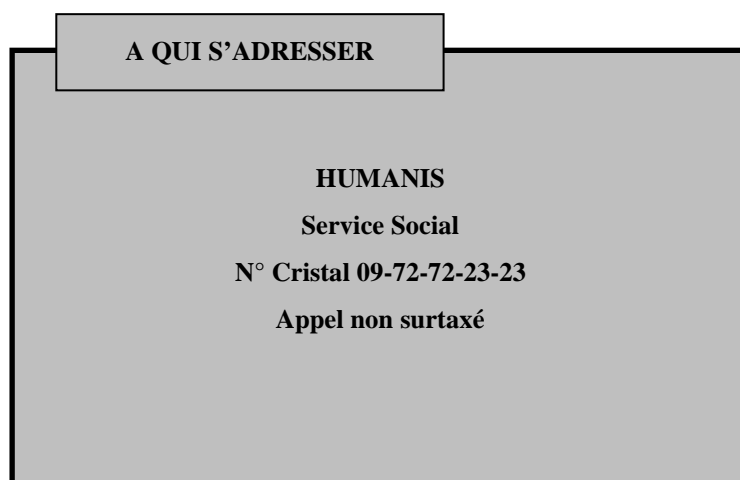 A QUI S’ADRESSER
HUMANIS
Service Social
N° Cristal 09-72-72-23-23
Appel non surtaxé